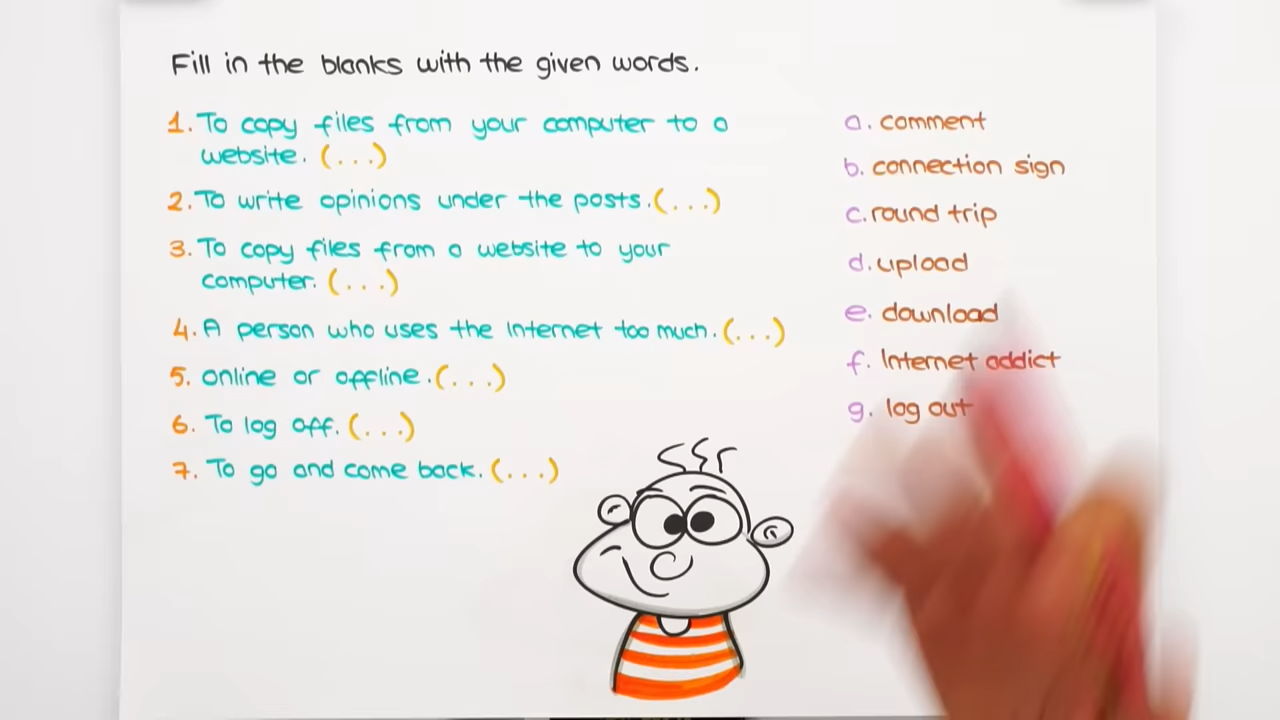 Fill in the blanks with the given words.
1. To copy files from your computer to a
website. (...)
2. To write opinions under the posts. (...)
3. To copy files from a website to your
computer. (...)
4. A person who uses the Internet too much. (...)
5. online or offline. (...)
6. To log off. (...)
7. To go and come back. (...)
a. comment
b. connection sign
c. round trip
d. upload
e. download
f. Internet addict
g. log out